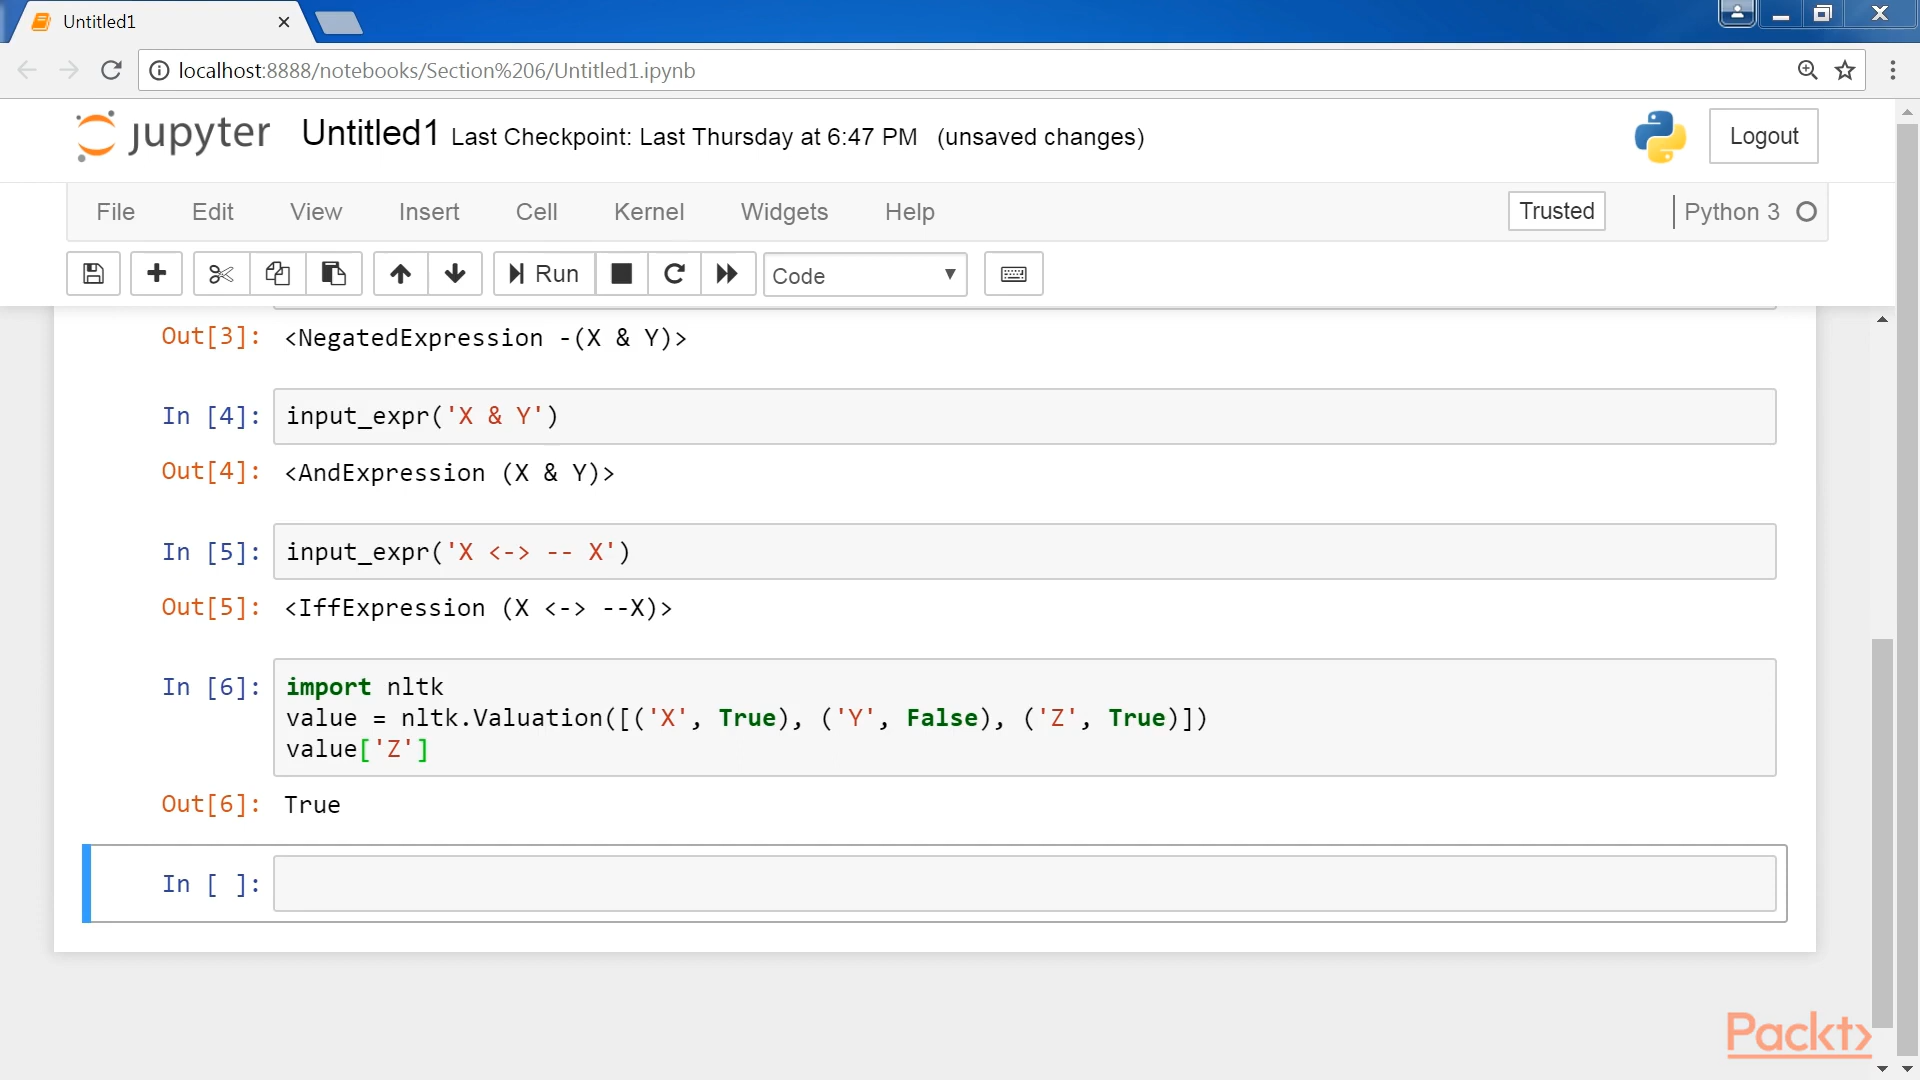 Untitled1
localhost:8888/notebooks/Section%206/Untitled1.ipynb
jupyter Untitled1 Last Checkpoint: Last Thursday at 6:47 PM (unsaved changes) Logout
File Edit View Insert Cell Kernel Widgets Help Trusted Python 3
Run Code
Out[3]: <NegatedExpression -(X & Y)>
In [4]: input_expr('X & Y')
Out[4]: <AndExpression (X & Y)>
In [5]: input_expr('X <-> -- X')
Out[5]: <IffExpression (X <-> --X)>
In [6]: import nltk
value = nltk.Valuation([('X', True), ('Y', False), ('Z', True)])
value['Z']
Out[6]: True
In [ ]:
Packt>